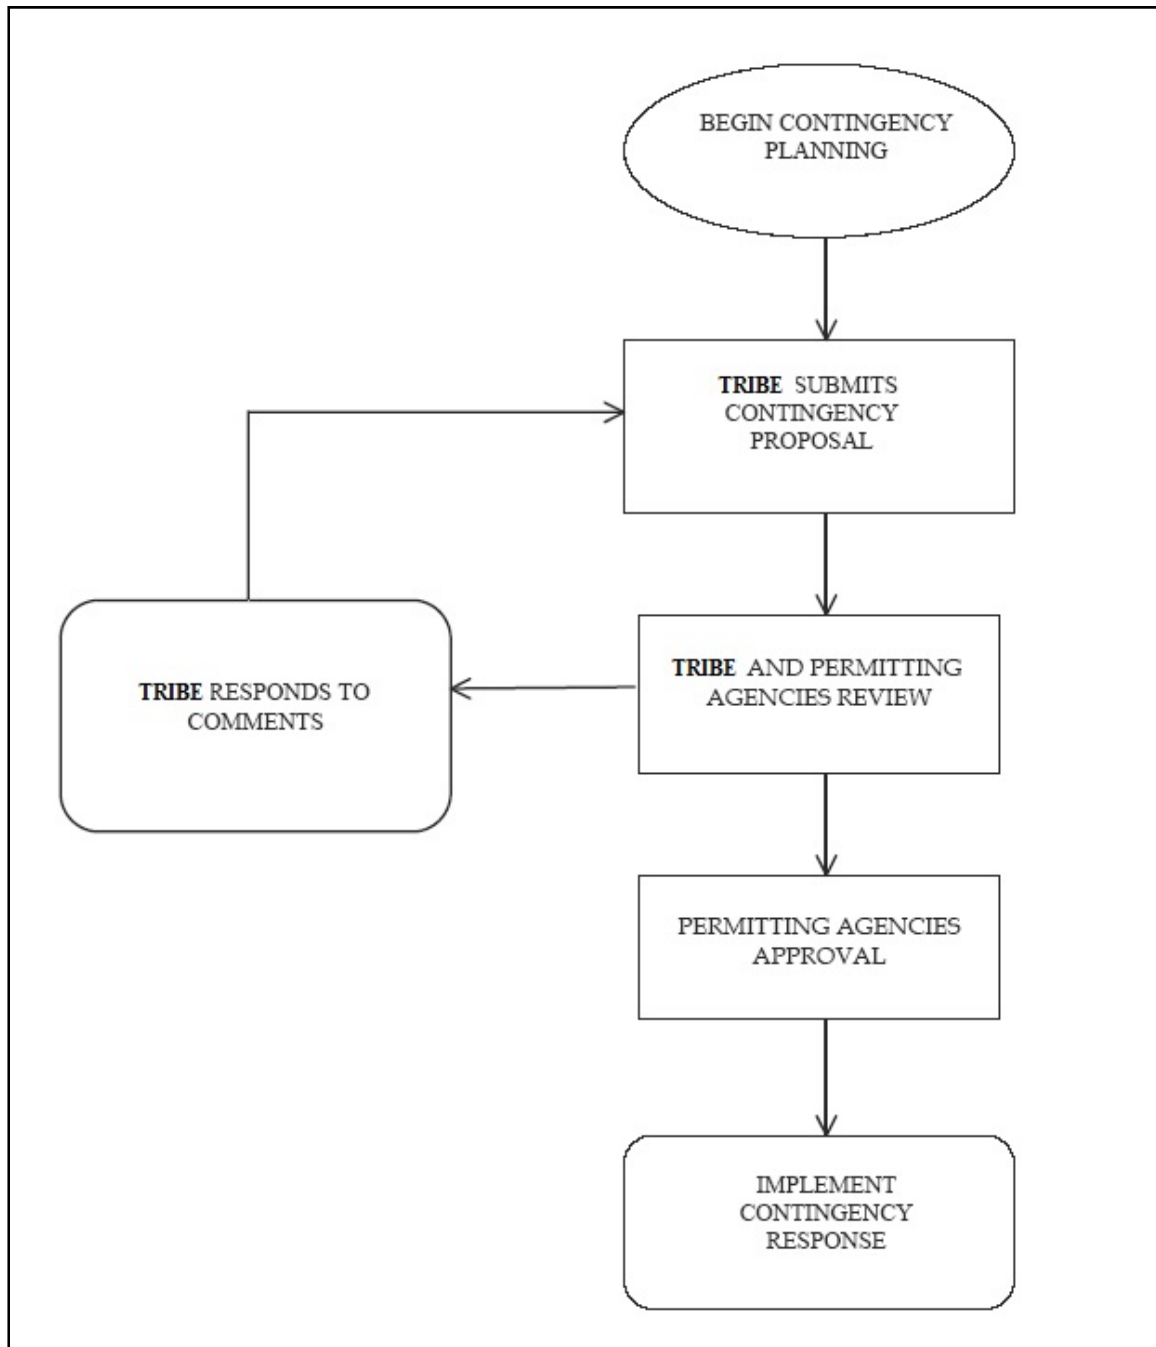 BEGIN CONTINGENCY
PLANNING
TRIBE SUBMITS
CONTINGENCY
PROPOSAL
TRIBE AND PERMITTING
AGENCIES REVIEW
TRIBE RESPONDS TO
COMMENTS
PERMITTING AGENCIES
APPROVAL
IMPLEMENT
CONTINGENCY
RESPONSE